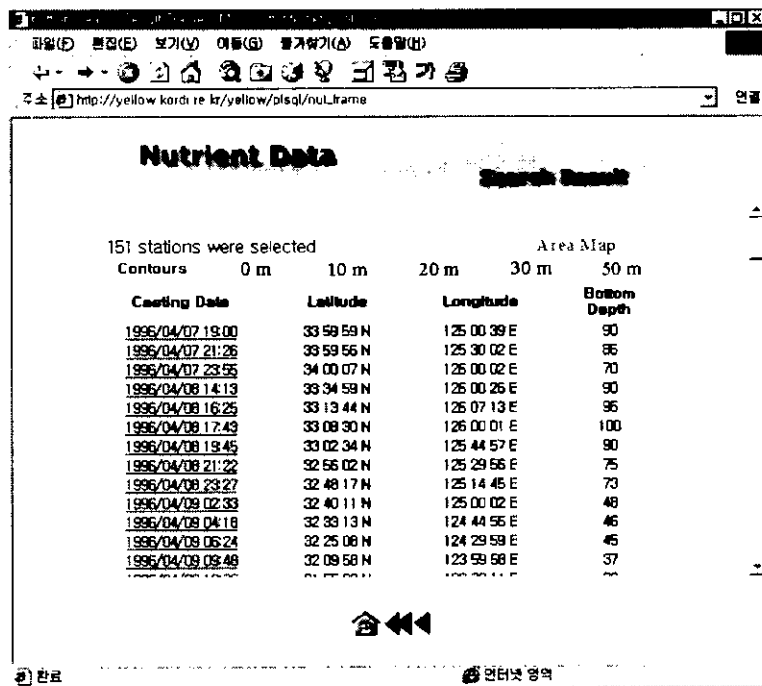 파일(F) 편집(E) 보기(V) 이동(G) 즐겨찾기(A) 도움말(H)
주소 http://yellow.kordi.re.kr/yellow/plsql/nut_frame 연결
Nutrient Data
Search Result
151 stations were selected Area Map
Contours 0 m 10 m 20 m 30 m 50 m
Casting Date Latitude Longitude Bottom Depth
1996/04/07 19:00 33 59 59 N 125 00 39 E 90
1996/04/07 21:26 33 59 56 N 125 30 02 E
1996/04/07 23:55 34 00 07 N 126 00 02 E 70
1996/04/08 14:13 33 34 59 N 126 00 26 E 90
1996/04/08 16:25 33 13 44 N 126 07 13 E 95
1996/04/08 17:43 33 08 30 N 126 00 01 E 100
1996/04/08 19:45 33 02 34 N 125 44 57 E 90
1996/04/08 21:22 32 56 02 N 125 29 56 E 75
1996/04/08 23:27 32 48 17 N 125 14 45 E 73
1996/04/09 02:33 32 40 11 N 125 00 02 E 48
1996/04/09 04:18 32 33 13 N 124 44 56 E 46
1996/04/09 06:24 32 25 08 N 124 29 59 E 45
1996/04/09 09:48 32 09 58 N 123 59 58 E 37
완료 인터넷 영역